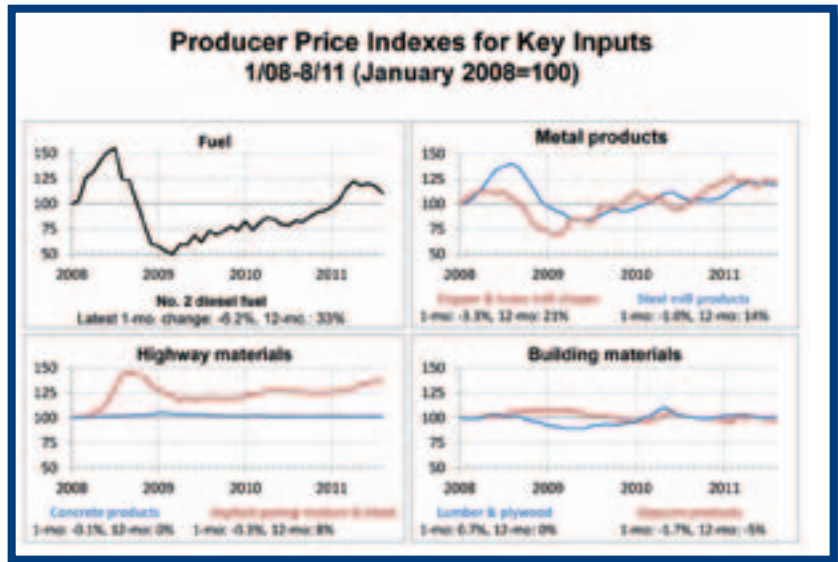 Producer Price Indexes for Key Inputs
1/08-8/11 (January 2008=100)
Fuel
150
125
100
75
50
2008 2009 2010 2011
No. 2 diesel fuel
Latest 1-mo. change: -6.2%, 12-mo.: 33%
Metal products
150
125
100
75
50
2008 2009 2010 2011
Copper & brass mill shapes Steel mill products
1-mo: -3.3%, 12-mo: 21% 1-mo: -1.0%, 12-mo: 14%
Highway materials
150
125
100
75
50
2008 2009 2010 2011
Concrete products Asphalt paving mixture & block
1-mo: -0.1%, 12-mo: 0% 1-mo: -0.3%, 12-mo: 8%
Building materials
150
125
100
75
50
2008 2009 2010 2011
Lumber & plywood Gypsum products
1-mo: 0.7%, 12-mo: 0% 1-mo: -1.7%, 12-mo: -5%